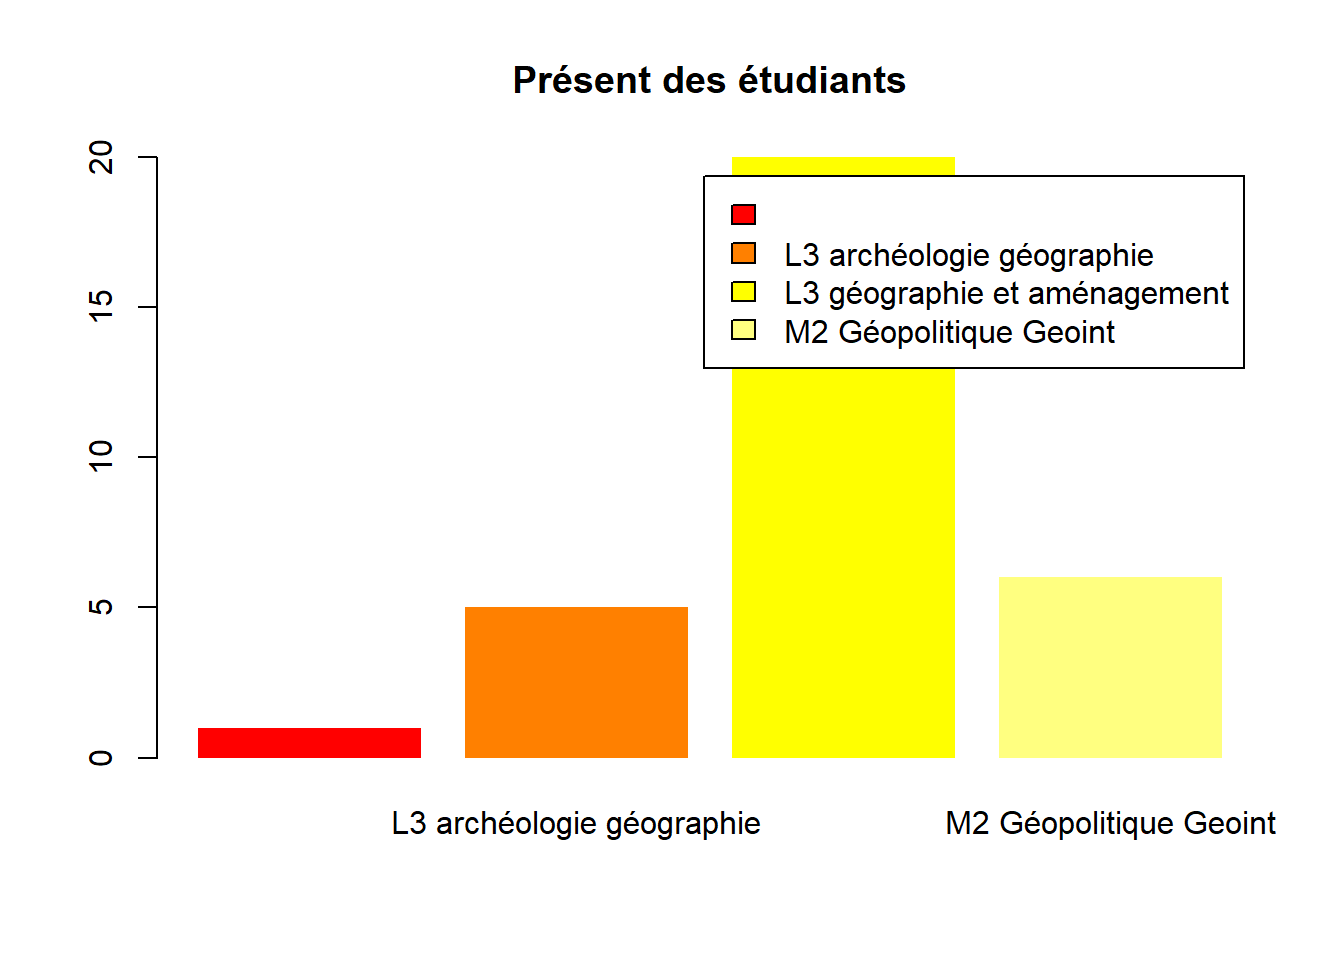 Présent des étudiants
20
15
10
5
0
L3 archéologie géographie
L3 géographie et aménagement
M2 Géopolitique Geoint
L3 archéologie géographie
M2 Géopolitique Geoint